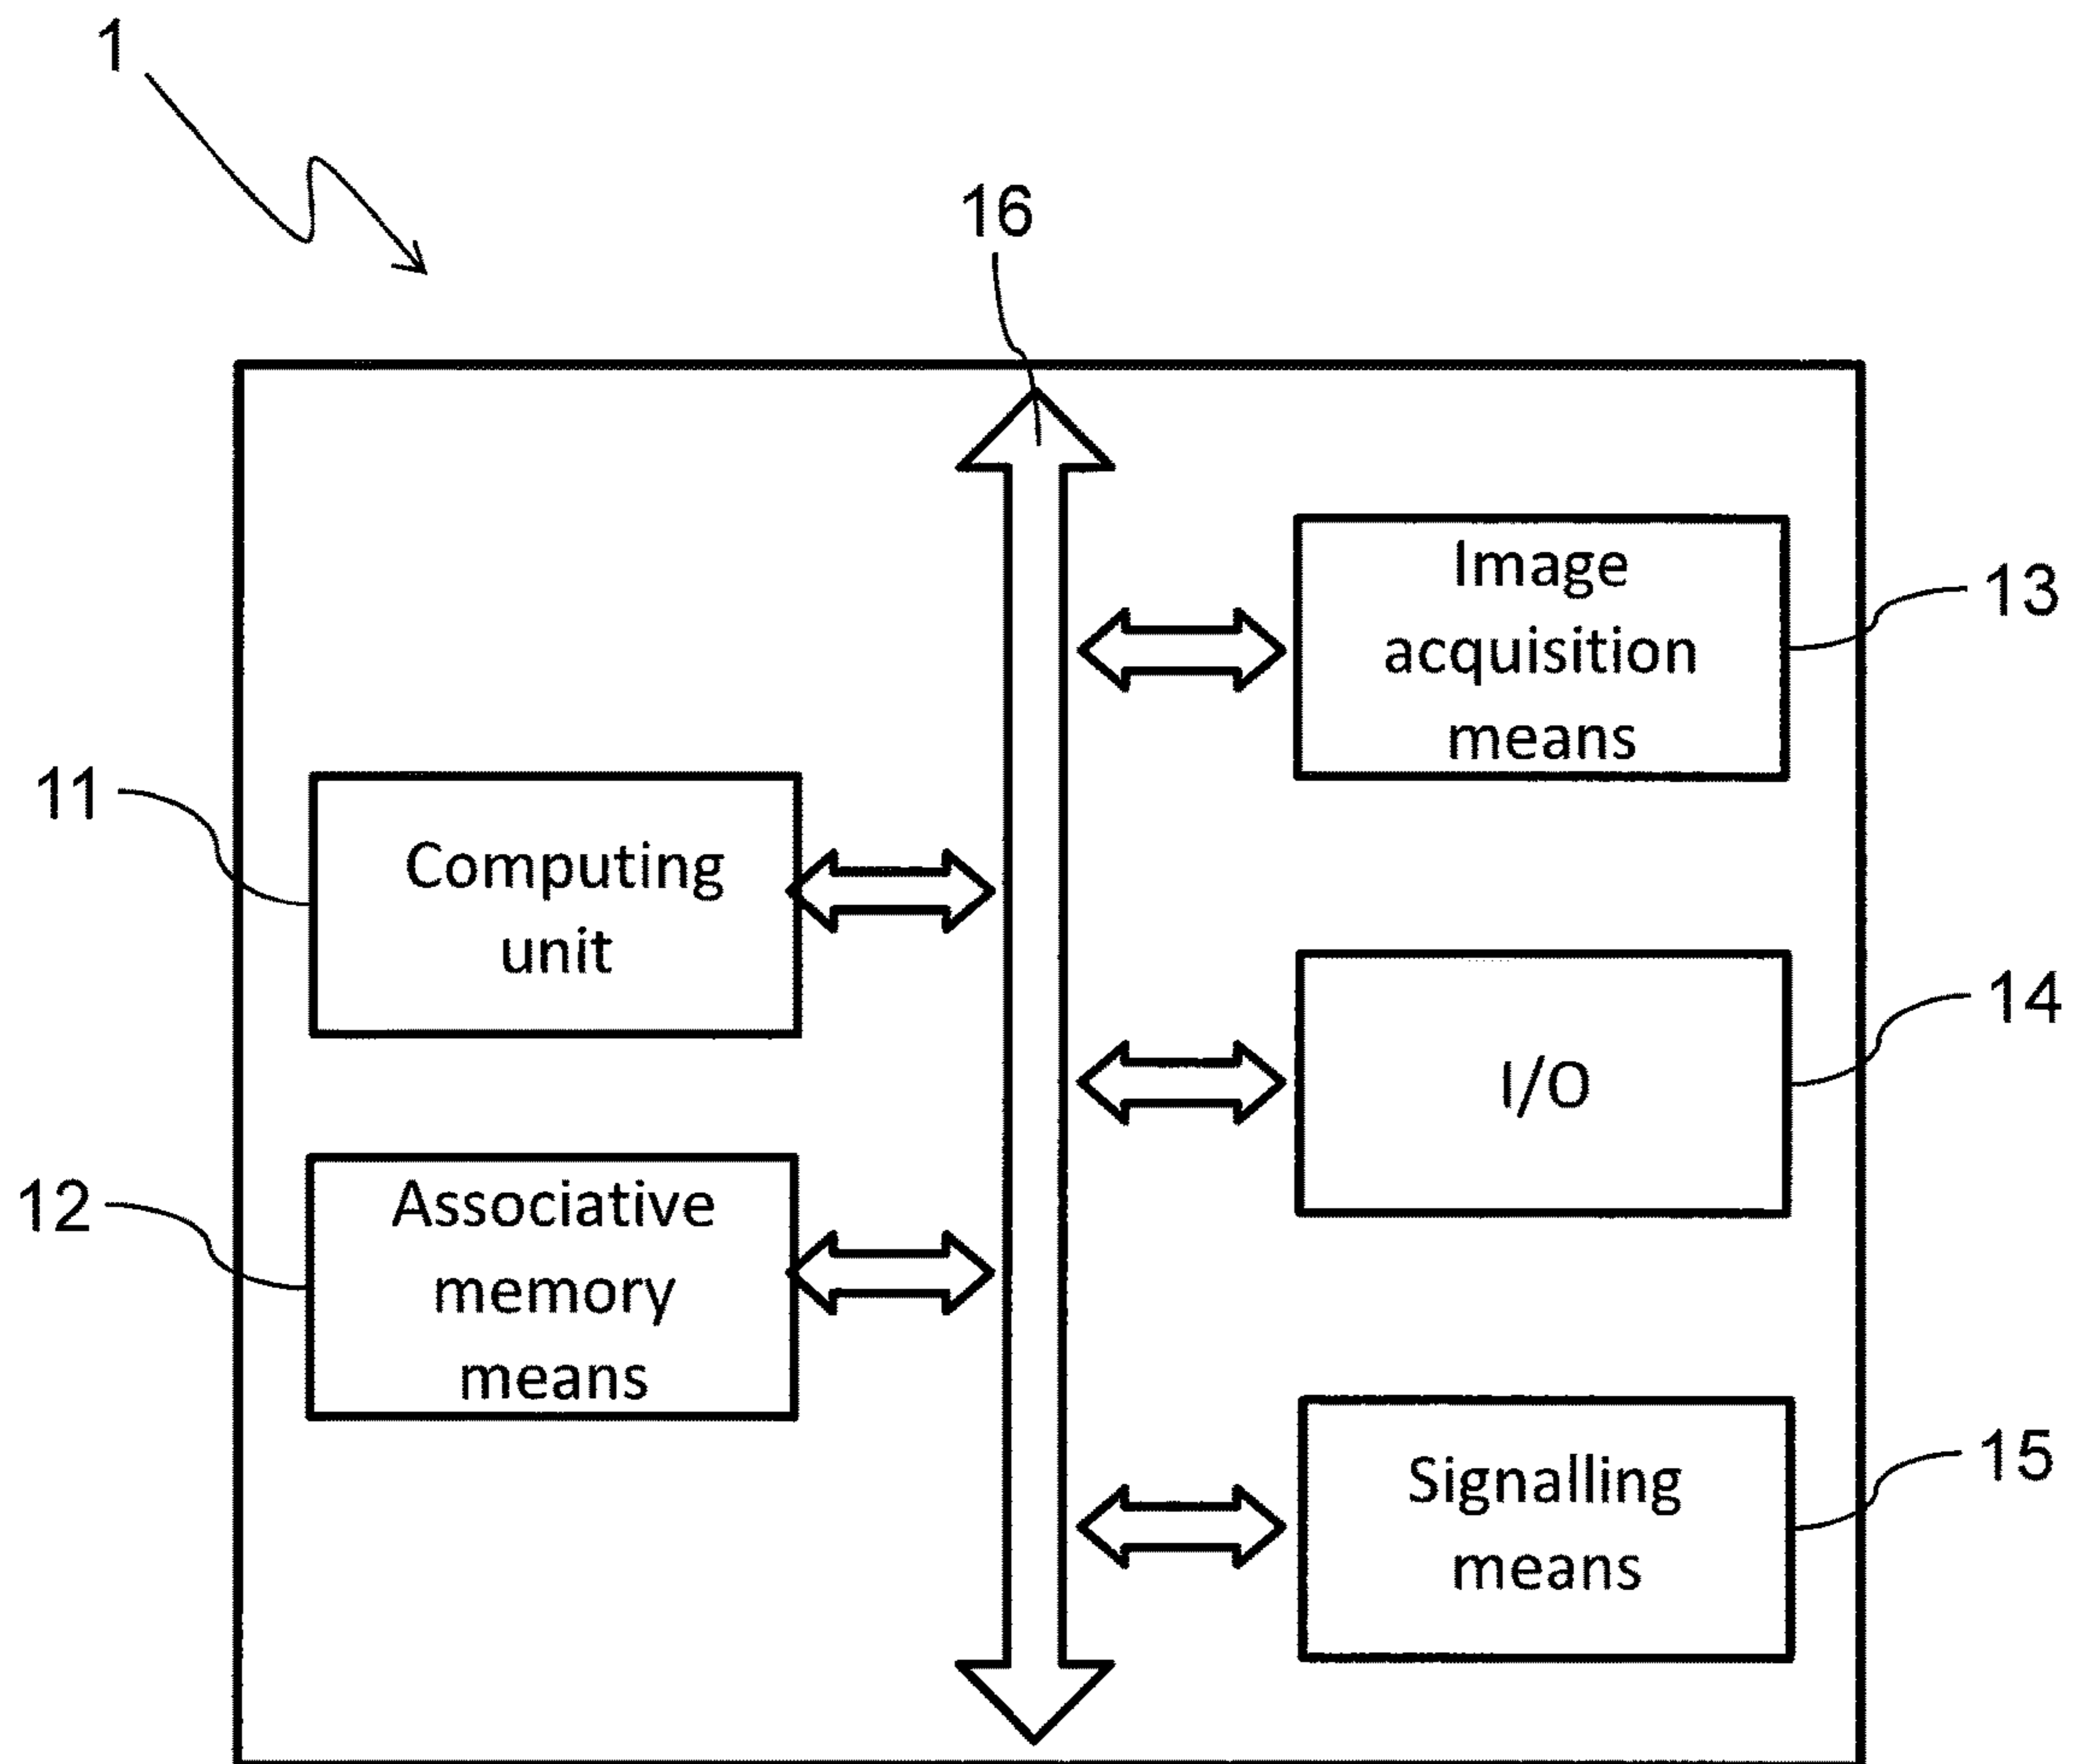 1
16
Image
acquisition
means
13
11
Computing
unit
I/O
14
12
Associative
memory
means
Signalling
means
15